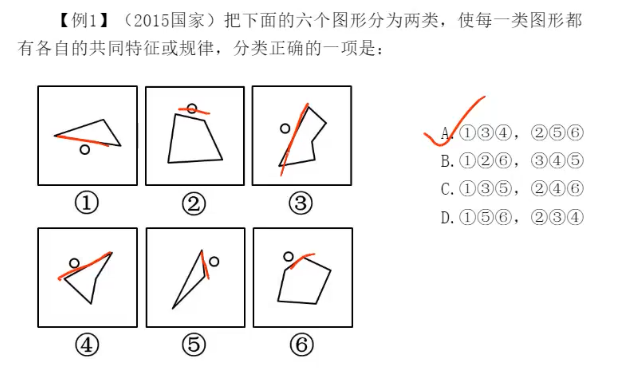 【例1】（2015国家）把下面的六个图形分为两类，使每一类图形都
有各自的共同特征或规律，分类正确的一项是：
A.①③④，②⑤⑥
B.①②⑥，③④⑤
C.①③⑤，②④⑥
D.①⑤⑥，②③④
① ② ③
④ ⑤ ⑥